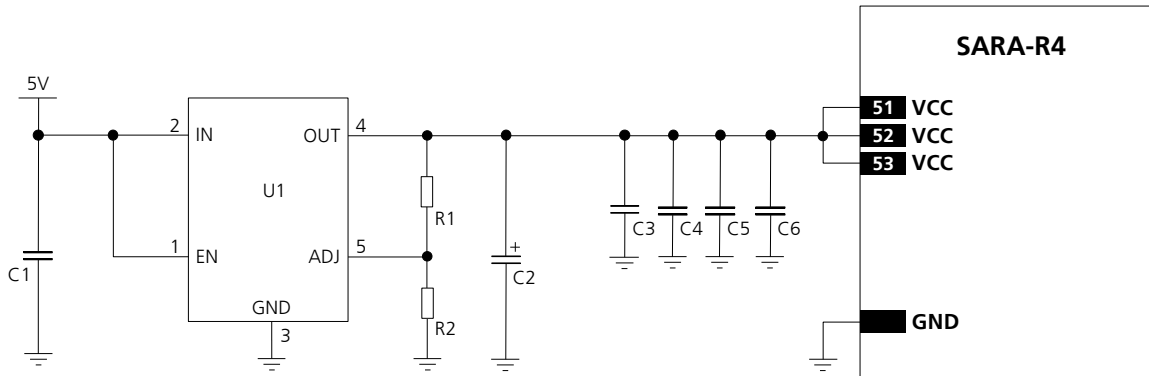 SARA-R4
5V
51 VCC
2 IN OUT 4
52 VCC
53 VCC
U1
R1
C3 C4 C5 C6
1 EN ADJ 5
C1
C2
GND
R2
3
GND